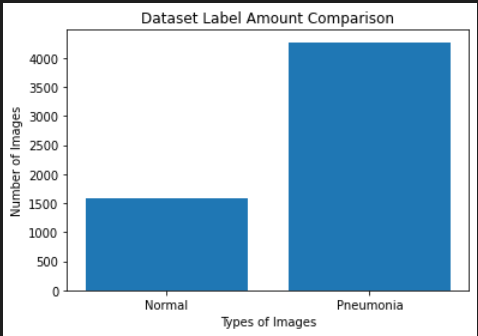 Dataset Label Amount Comparison
Number of Images
4000
3500
3000
2500
2000
1500
1000
500
0
Normal
Pneumonia
Types of Images